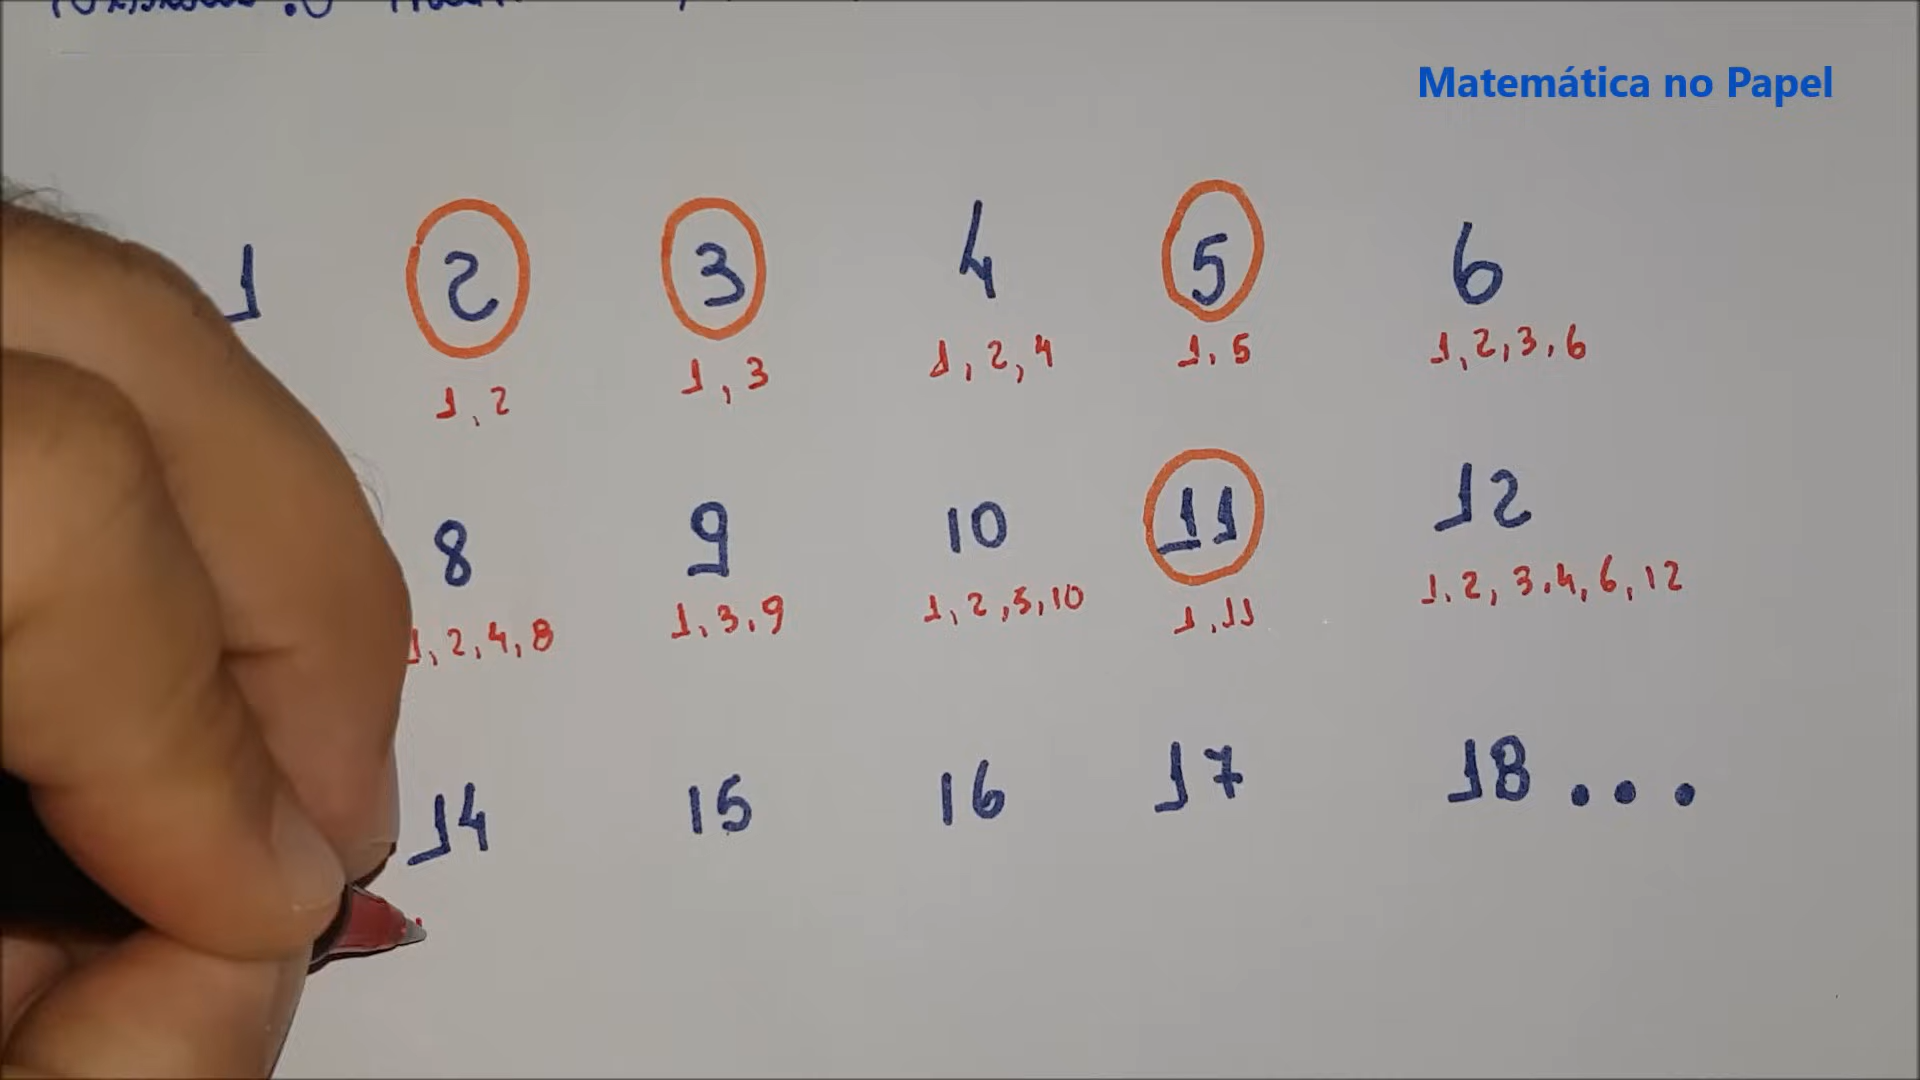 Matemática no Papel
1 2 3 4 5 6
1, 2 1, 3 1, 2, 4 1, 5 1, 2, 3, 6
8 9 10 11 12
1, 2, 4, 8 1, 3, 9 1, 2, 5, 10 1, 11 1, 2, 3, 4, 6, 12
14 15 16 17 18...